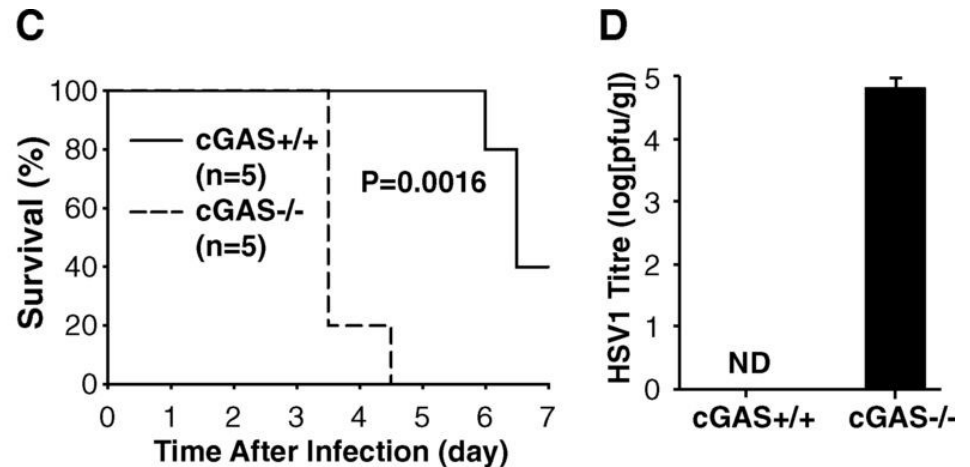 C
Survival (%)
100
80
60
40
20
0
cGAS+/+
(n=5)
cGAS-/-
(n=5)
P=0.0016
0 1 2 3 4 5 6 7
Time After Infection (day)
D
HSV1 Titre (log[pfu/g])
5
4
3
2
1
0
ND
cGAS+/+ cGAS-/-